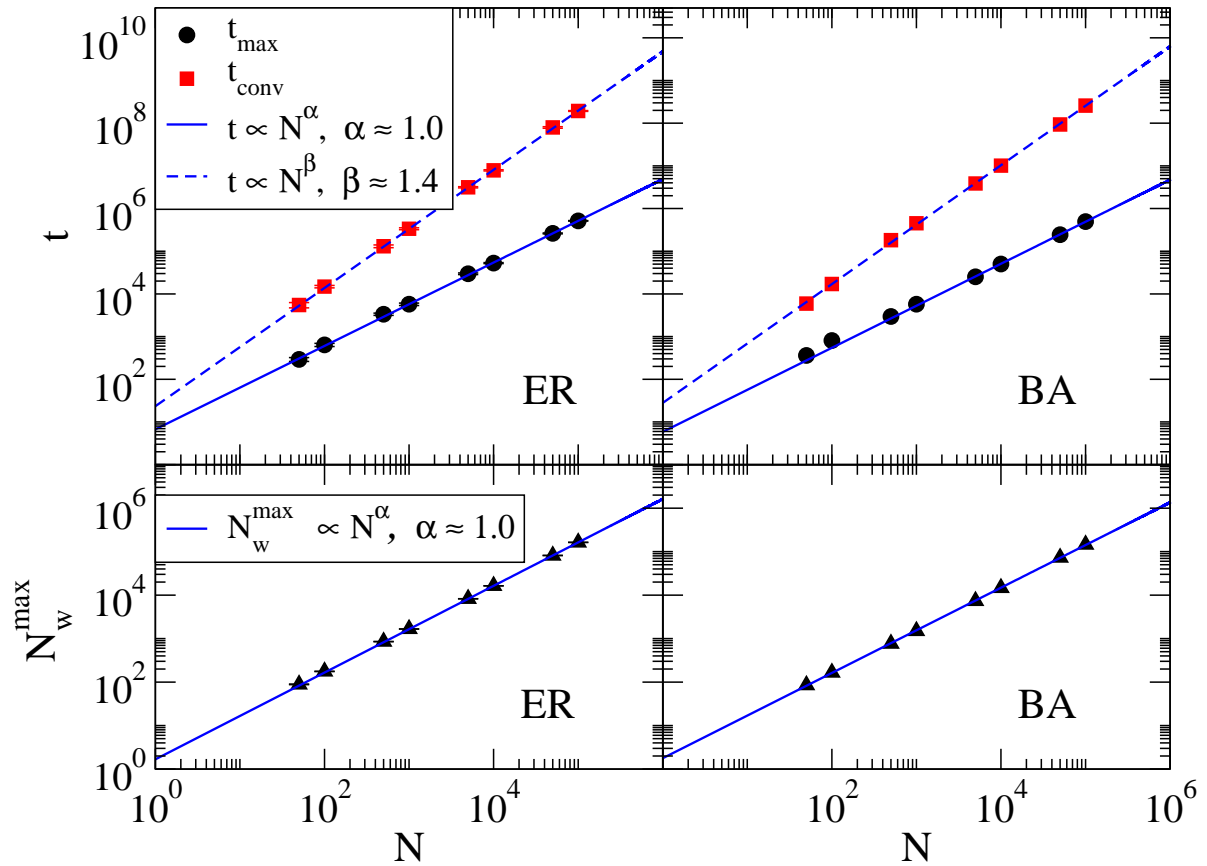 10^10
10^8
10^6
10^4
10^2
t
t_max
t_conv
t ∝ N^α, α ≈ 1.0
t ∝ N^β, β ≈ 1.4
ER
BA
10^6
10^4
10^2
10^0
N_w^max
N_w^max ∝ N^α, α ≈ 1.0
ER
BA
10^0 10^2 10^4
10^2 10^4 10^6
N N